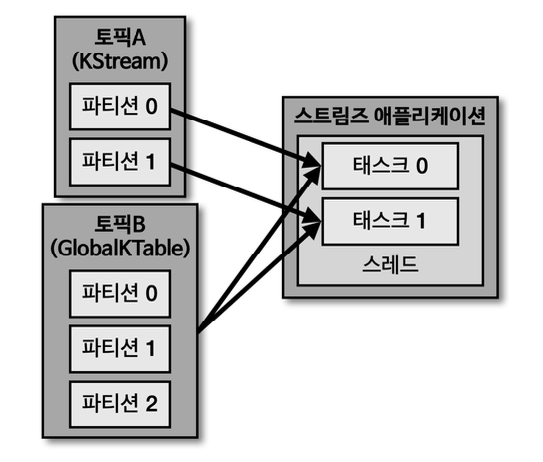 토픽A
(KStream)
파티션 0
파티션 1
토픽B
(GlobalKTable)
파티션 0
파티션 1
파티션 2
스트림즈 애플리케이션
태스크 0
태스크 1
스레드